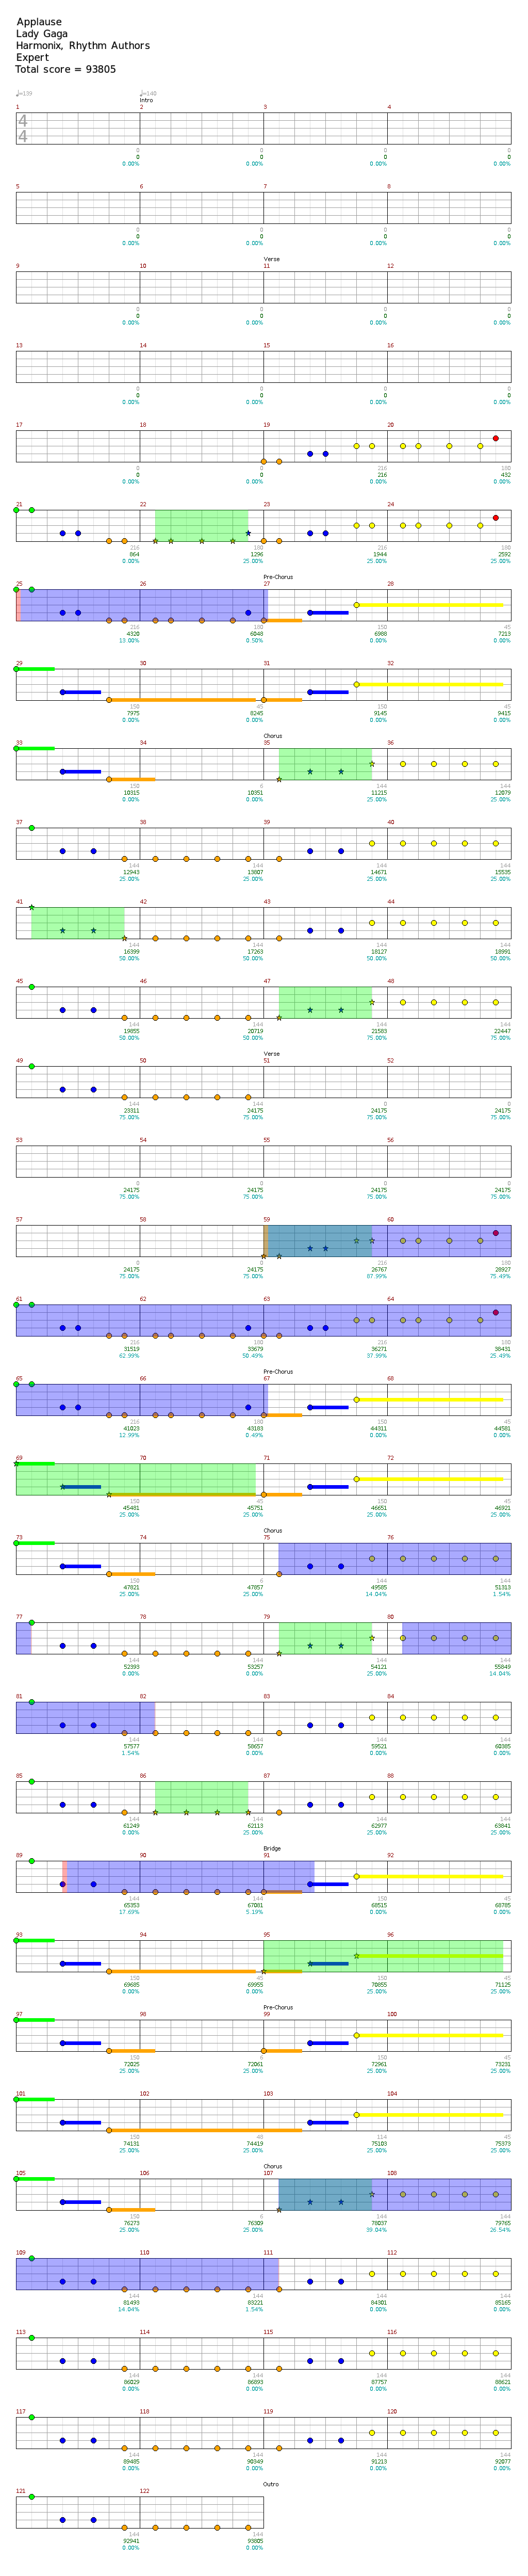 Applause
Lady Gaga
Harmonix, Rhythm Authors
Expert
Total score = 93805
♩=139 ♩=140
Intro
1 2 3 4
4
4
0 0 0 0
0 0 0 0
0.00% 0.00% 0.00% 0.00%
5 6 7 8
0 0 0 0
0 0 0 0
0.00% 0.00% 0.00% 0.00%
Verse
9 10 11 12
0 0 0 0
0 0 0 0
0.00% 0.00% 0.00% 0.00%
13 14 15 16
0 0 0 0
0 0 0 0
0.00% 0.00% 0.00% 0.00%
17 18 19 20
0 0 216 180
0 0 216 432
0.00% 0.00% 0.00% 0.00%
21 22 23 24
216 180 216 180
864 1296 1944 2592
0.00% 25.00% 25.00% 25.00%
Pre-Chorus
25 26 27 28
216 180 150 45
4320 6048 6988 7213
13.00% 0.50% 0.00% 0.00%
29 30 31 32
150 45 150 45
7975 8245 9145 9415
0.00% 0.00% 0.00% 0.00%
Chorus
33 34 35 36
150 6 144 144
10315 10351 11215 12079
0.00% 0.00% 25.00% 25.00%
37 38 39 40
144 144 144 144
12943 13807 14671 15535
25.00% 25.00% 25.00% 25.00%
41 42 43 44
144 144 144 144
16399 17263 18127 18991
50.00% 50.00% 50.00% 50.00%
45 46 47 48
144 144 144 144
19855 20719 21583 22447
50.00% 50.00% 75.00% 75.00%
Verse
49 50 51 52
144 144 0 0
23311 24175 24175 24175
75.00% 75.00% 75.00% 75.00%
53 54 55 56
0 0 0 0
24175 24175 24175 24175
75.00% 75.00% 75.00% 75.00%
57 58 59 60
0 0 216 180
24175 24175 26767 28927
75.00% 75.00% 87.99% 75.49%
61 62 63 64
216 180 216 180
31519 33679 36271 38431
62.99% 50.49% 37.99% 25.49%
Pre-Chorus
65 66 67 68
216 180 150 45
41023 43183 44311 44581
12.99% 0.49% 0.00% 0.00%
69 70 71 72
150 45 150 45
45481 45751 46651 46921
25.00% 25.00% 25.00% 25.00%
Chorus
73 74 75 76
150 6 144 144
47821 47857 49585 51313
25.00% 25.00% 14.04% 1.54%
77 78 79 80
144 144 144 144
52393 53257 54121 55849
0.00% 0.00% 25.00% 14.04%
81 82 83 84
144 144 144 144
57577 58657 59521 60385
1.54% 0.00% 0.00% 0.00%
85 86 87 88
144 144 144 144
61249 62113 62977 63841
0.00% 25.00% 25.00% 25.00%
Bridge
89 90 91 92
144 144 150 45
65353 67081 68515 68785
17.69% 5.19% 0.00% 0.00%
93 94 95 96
150 45 150 45
69685 69955 70855 71125
0.00% 0.00% 25.00% 25.00%
Pre-Chorus
97 98 99 100
150 6 150 45
72025 72061 72961 73231
25.00% 25.00% 25.00% 25.00%
101 102 103 104
150 48 114 45
74131 74419 75103 75373
25.00% 25.00% 25.00% 25.00%
Chorus
105 106 107 108
150 6 144 144
76273 76309 78037 79765
25.00% 25.00% 39.04% 26.54%
109 110 111 112
144 144 144 144
81493 83221 84301 85165
14.04% 1.54% 0.00% 0.00%
113 114 115 116
144 144 144 144
86029 86893 87757 88621
0.00% 0.00% 0.00% 0.00%
117 118 119 120
144 144 144 144
89485 90349 91213 92077
0.00% 0.00% 0.00% 0.00%
Outro
121 122
144 144
92941 93805
0.00% 0.00%